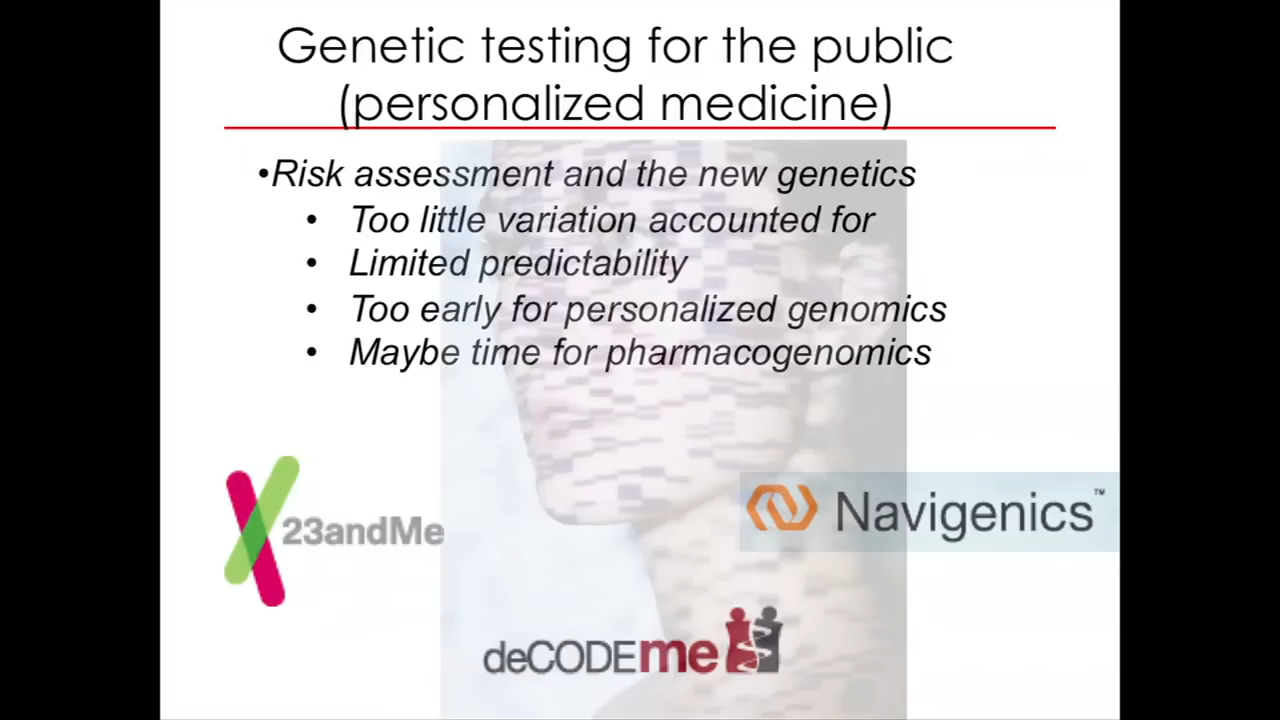 Genetic testing for the public
(personalized medicine)
•Risk assessment and the new genetics
• Too little variation accounted for
• Limited predictability
• Too early for personalized genomics
• Maybe time for pharmacogenomics
23andMe
Navigenics™
deCODEme